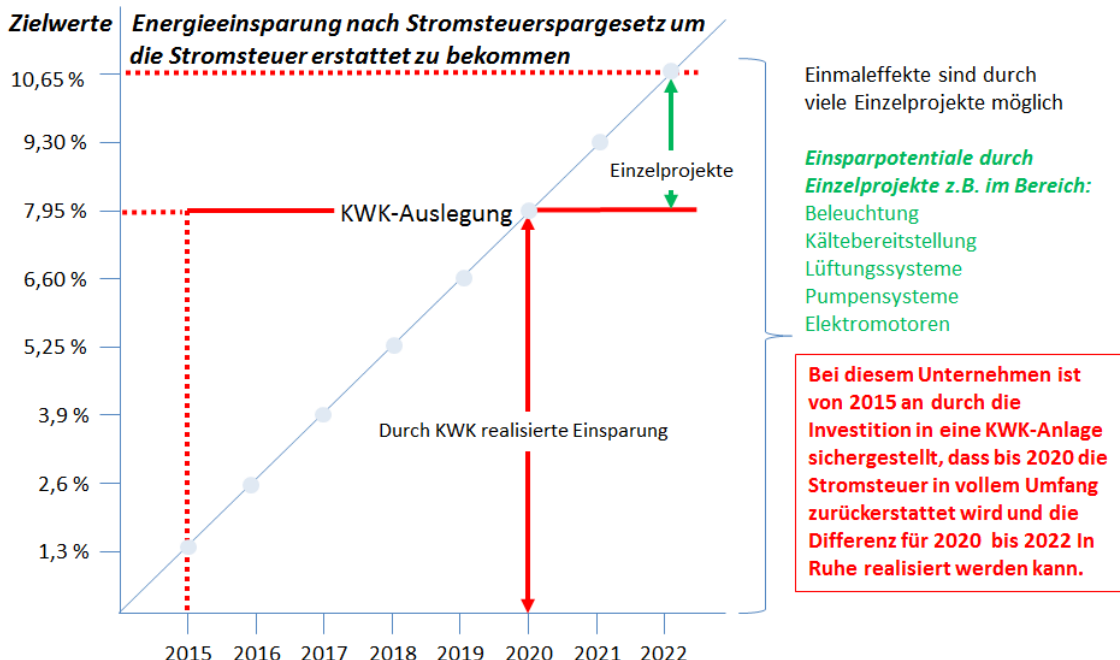 Zielwerte
Energieeinsparung nach Stromsteuerspargesetz um
die Stromsteuer erstattet zu bekommen
10,65 %
9,30 %
7,95 %
6,60 %
5,25 %
3,9 %
2,6 %
1,3 %
Einzelprojekte
KWK-Auslegung
Durch KWK realisierte Einsparung
2015
2016
2017
2018
2019
2020
2021
2022
Einmaleffekte sind durch
viele Einzelprojekte möglich
Einsparpotentiale durch
Einzelprojekte z.B. im Bereich:
Beleuchtung
Kältebereitstellung
Lüftungssysteme
Pumpensysteme
Elektromotoren
Bei diesem Unternehmen ist
von 2015 an durch die
Investition in eine KWK-Anlage
sichergestellt, dass bis 2020 die
Stromsteuer in vollem Umfang
zurückerstattet wird und die
Differenz für 2020 bis 2022 In
Ruhe realisiert werden kann.